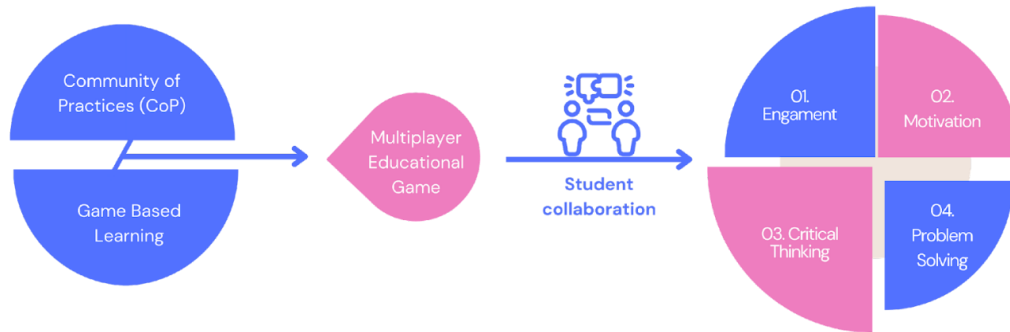 Community of
Practices (CoP)
Game Based
Learning
Multiplayer
Educational
Game
Student
collaboration
01.
Engament
02.
Motivation
03. Critical
Thinking
04.
Problem
Solving